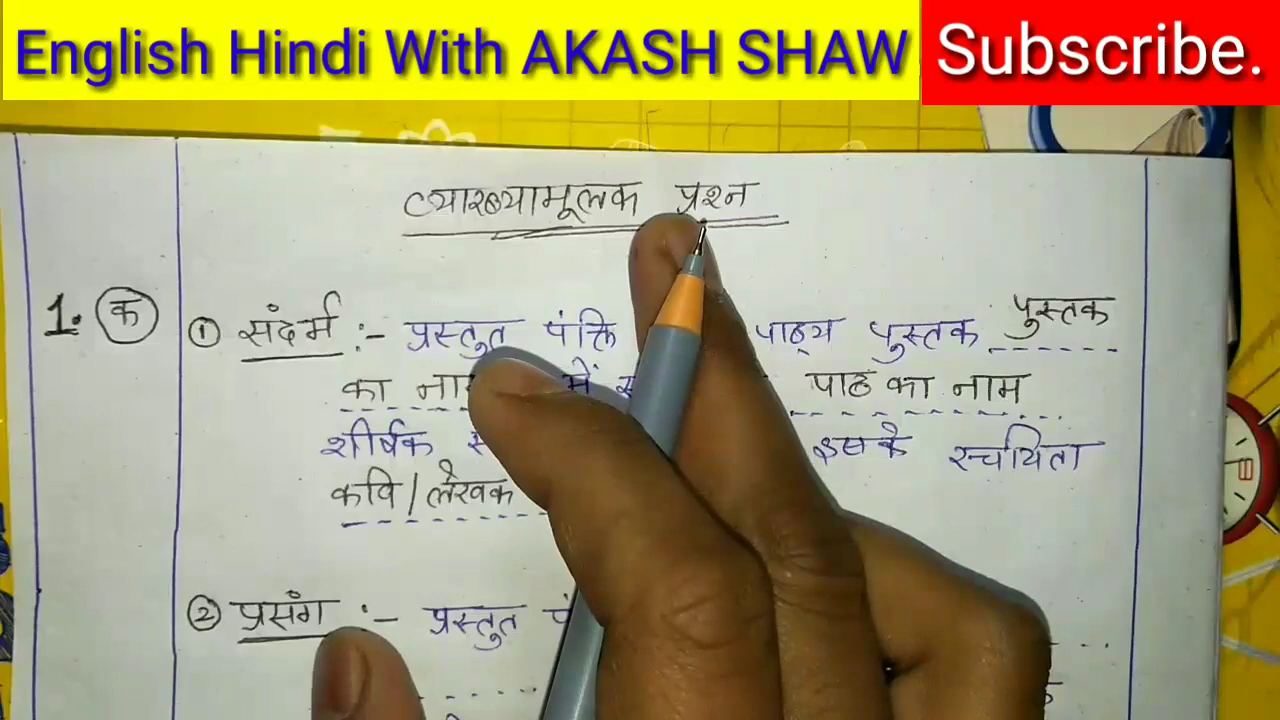 English Hindi With AKASH SHAW Subscribe.
व्याख्यामूलक प्रश्न
1. क ① संदर्भ :- प्रस्तुत पंक्ति पाठ्य पुस्तक पुस्तक
का में पाठ का नाम
शीर्षक इसके रचयिता
कवि/लेखक
② प्रसंग :- प्रस्तुत